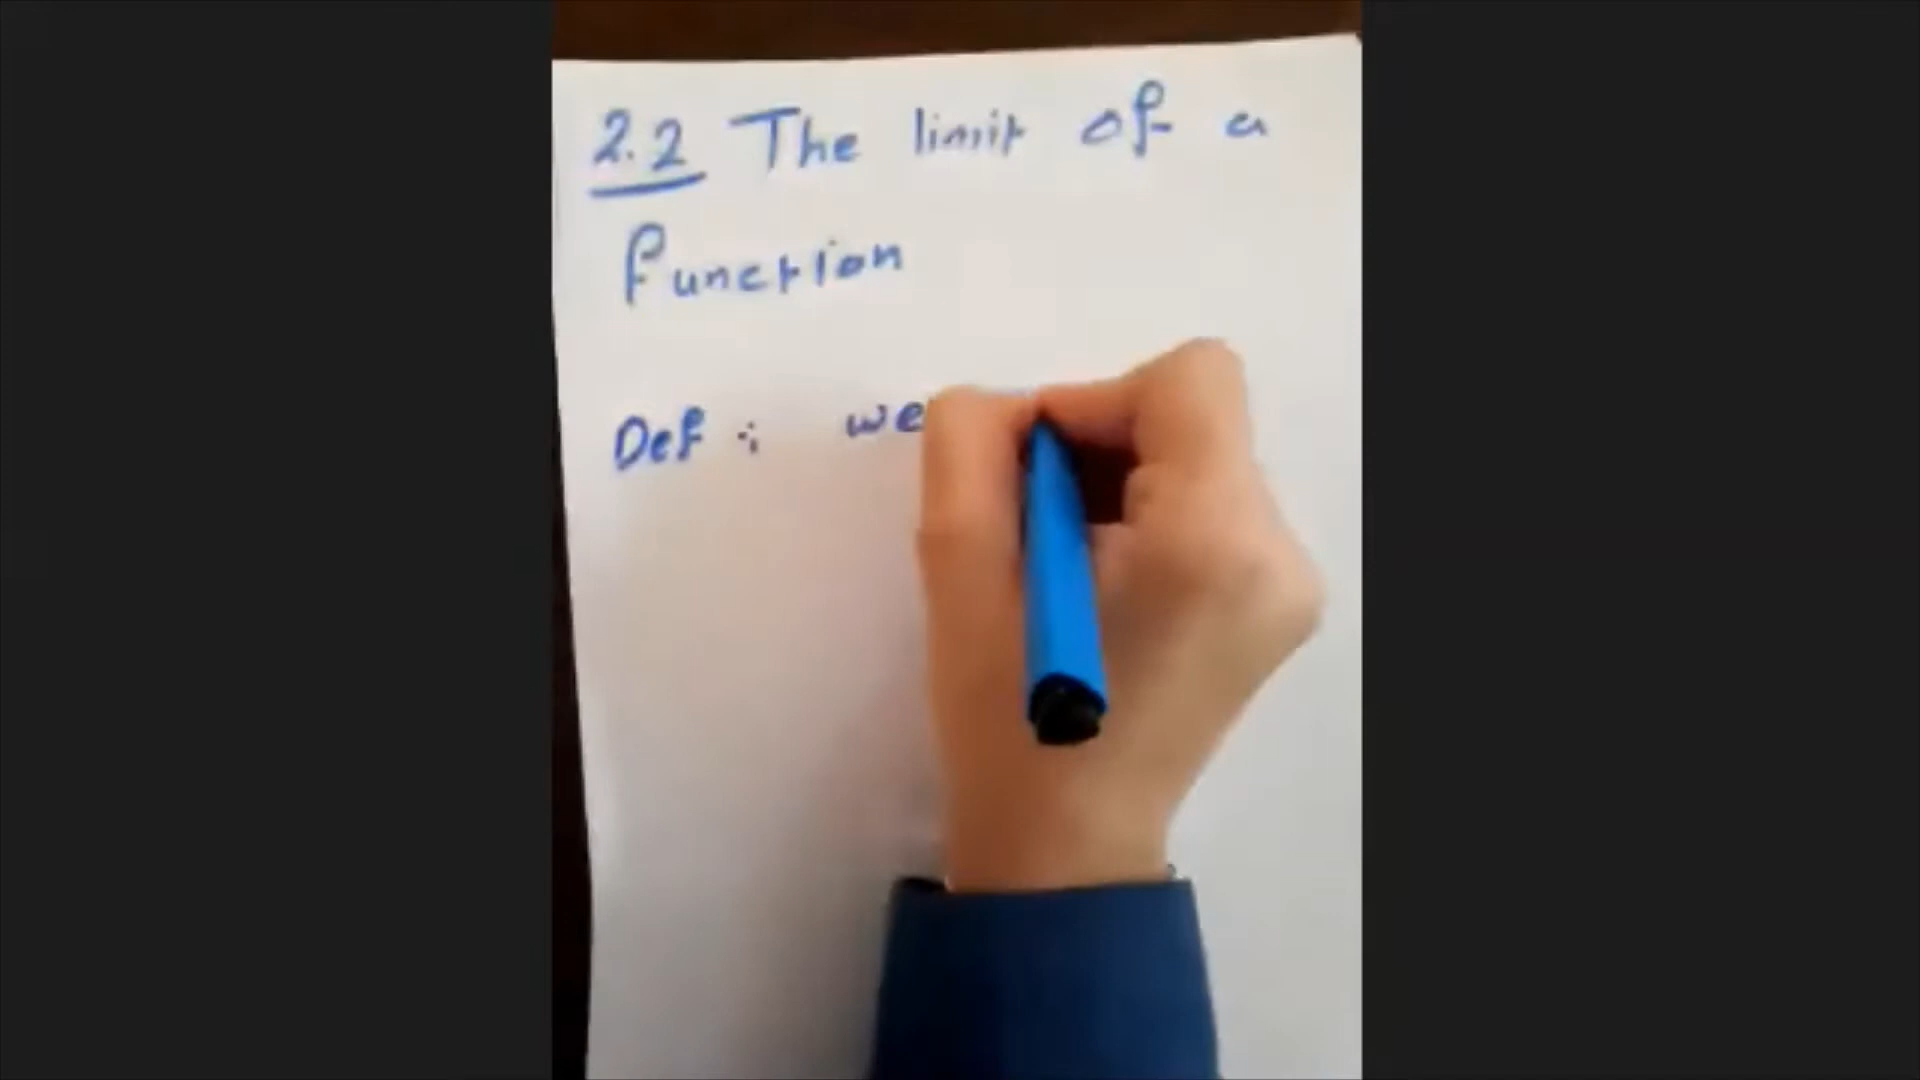 2.2 The limit of a
function
Def : we